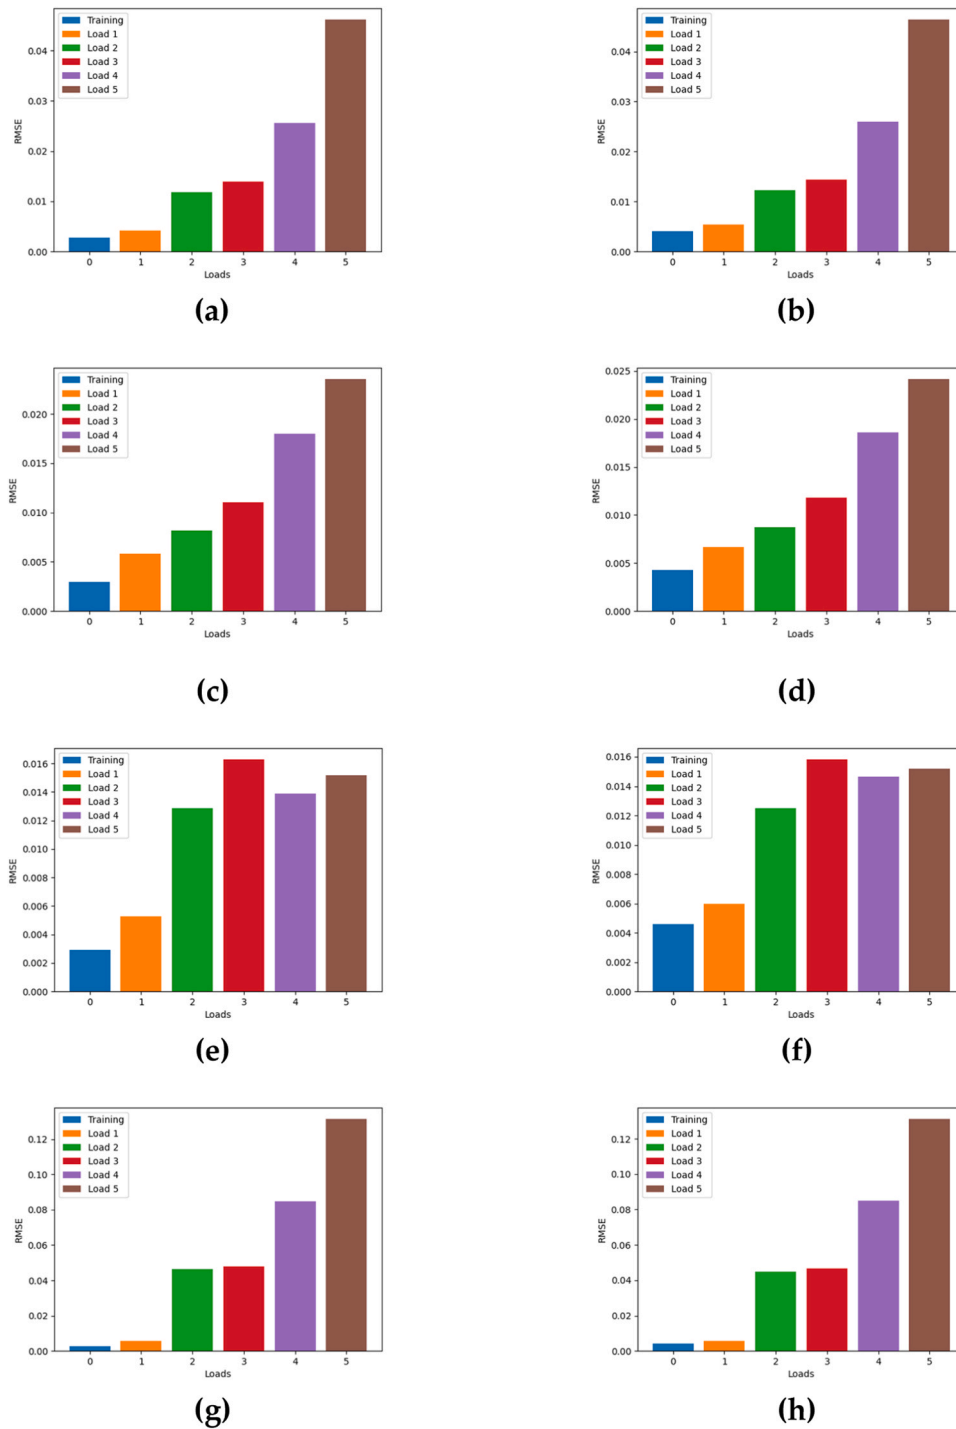 Training
Load 1
Load 2
Load 3
Load 4
Load 5
RMSE
0.04
0.03
0.02
0.01
0.00
0 1 2 3 4 5
Loads
(a)
Training
Load 1
Load 2
Load 3
Load 4
Load 5
RMSE
0.04
0.03
0.02
0.01
0.00
0 1 2 3 4 5
Loads
(b)
Training
Load 1
Load 2
Load 3
Load 4
Load 5
RMSE
0.020
0.015
0.010
0.005
0.000
0 1 2 3 4 5
Loads
(c)
Training
Load 1
Load 2
Load 3
Load 4
Load 5
RMSE
0.025
0.020
0.015
0.010
0.005
0.000
0 1 2 3 4 5
Loads
(d)
Training
Load 1
Load 2
Load 3
Load 4
Load 5
RMSE
0.016
0.014
0.012
0.010
0.008
0.006
0.004
0.002
0.000
0 1 2 3 4 5
Loads
(e)
Training
Load 1
Load 2
Load 3
Load 4
Load 5
RMSE
0.016
0.014
0.012
0.010
0.008
0.006
0.004
0.002
0.000
0 1 2 3 4 5
Loads
(f)
Training
Load 1
Load 2
Load 3
Load 4
Load 5
RMSE
0.12
0.10
0.08
0.06
0.04
0.02
0.00
0 1 2 3 4 5
Loads
(g)
Training
Load 1
Load 2
Load 3
Load 4
Load 5
RMSE
0.12
0.10
0.08
0.06
0.04
0.02
0.00
0 1 2 3 4 5
Loads
(h)